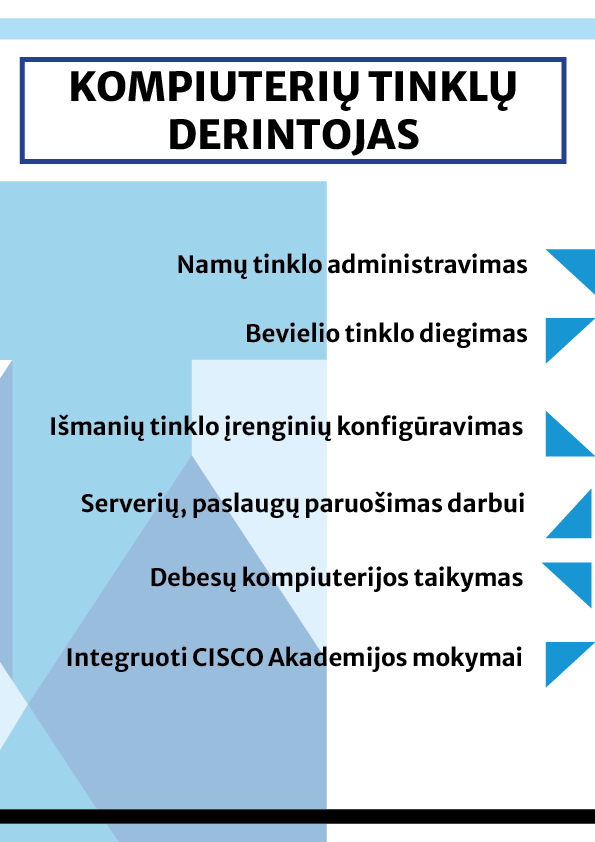 KOMPIUTERIŲ TINKLŲ
DERINTOJAS
Namų tinklo administravimas
Bevielio tinklo diegimas
Išmanių tinklo įrenginių konfigūravimas
Serverių, paslaugų paruošimas darbui
Debesų kompiuterijos taikymas
Integruoti CISCO Akademijos mokymai